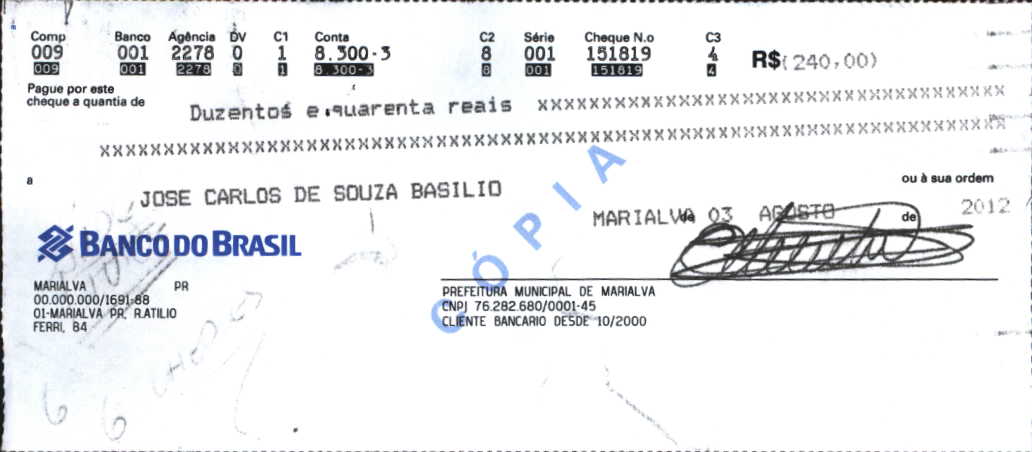 Comp Banco Agência DV C1 Conta C2 Série Cheque N.o C3
009 001 2278 0 1 8.300-3 8 001 151819 4 R$(240,00)
009 001 2278 0 1 8.300-3 8 001 151819 4
Pague por este
cheque a quantia de
Duzentos e quarenta reais xxxxxxxxxxxxxxxxxxxxxxxxxxxxxxxxxxxxx
xxxxxxxxxxxxxxxxxxxxxxxxxxxxxxxxxxxxxxxxxxxxxxxxxxxxxxxxxxxxxxxxxxxxxxx
a JOSE CARLOS DE SOUZA BASILIO ou à sua ordem
MARIALVA 03 AGOSTO de 2012
BANCO DO BRASIL
MARIALVA PR
00.000.000/1691-88
01-MARIALVA PR, R.ATILIO
FERRI, 84
PREFEITURA MUNICIPAL DE MARIALVA
CNPJ 76.282.680/0001-45
CLIENTE BANCARIO DESDE 10/2000
CÓPIA